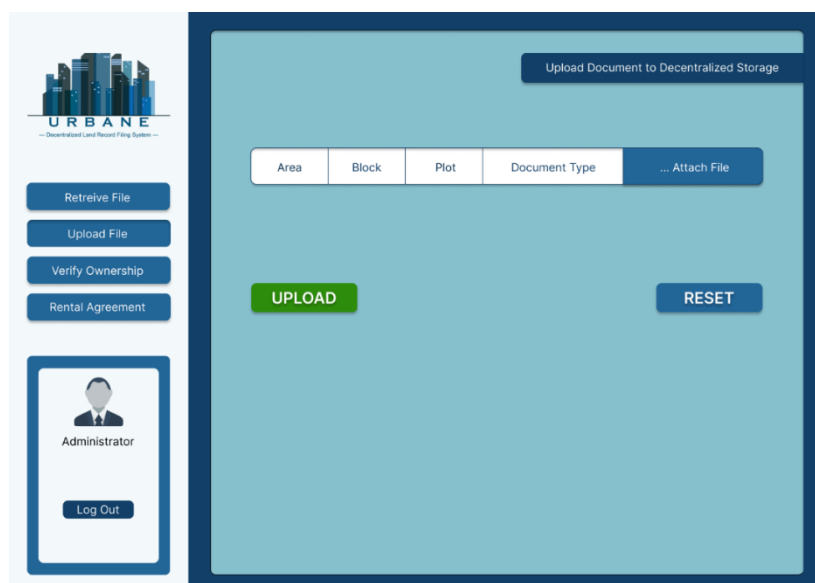 URBANE
— Decentralized Land Record Filing System —
Retreive File
Upload File
Verify Ownership
Rental Agreement
Administrator
Log Out
Upload Document to Decentralized Storage
Area
Block
Plot
Document Type
... Attach File
UPLOAD
RESET